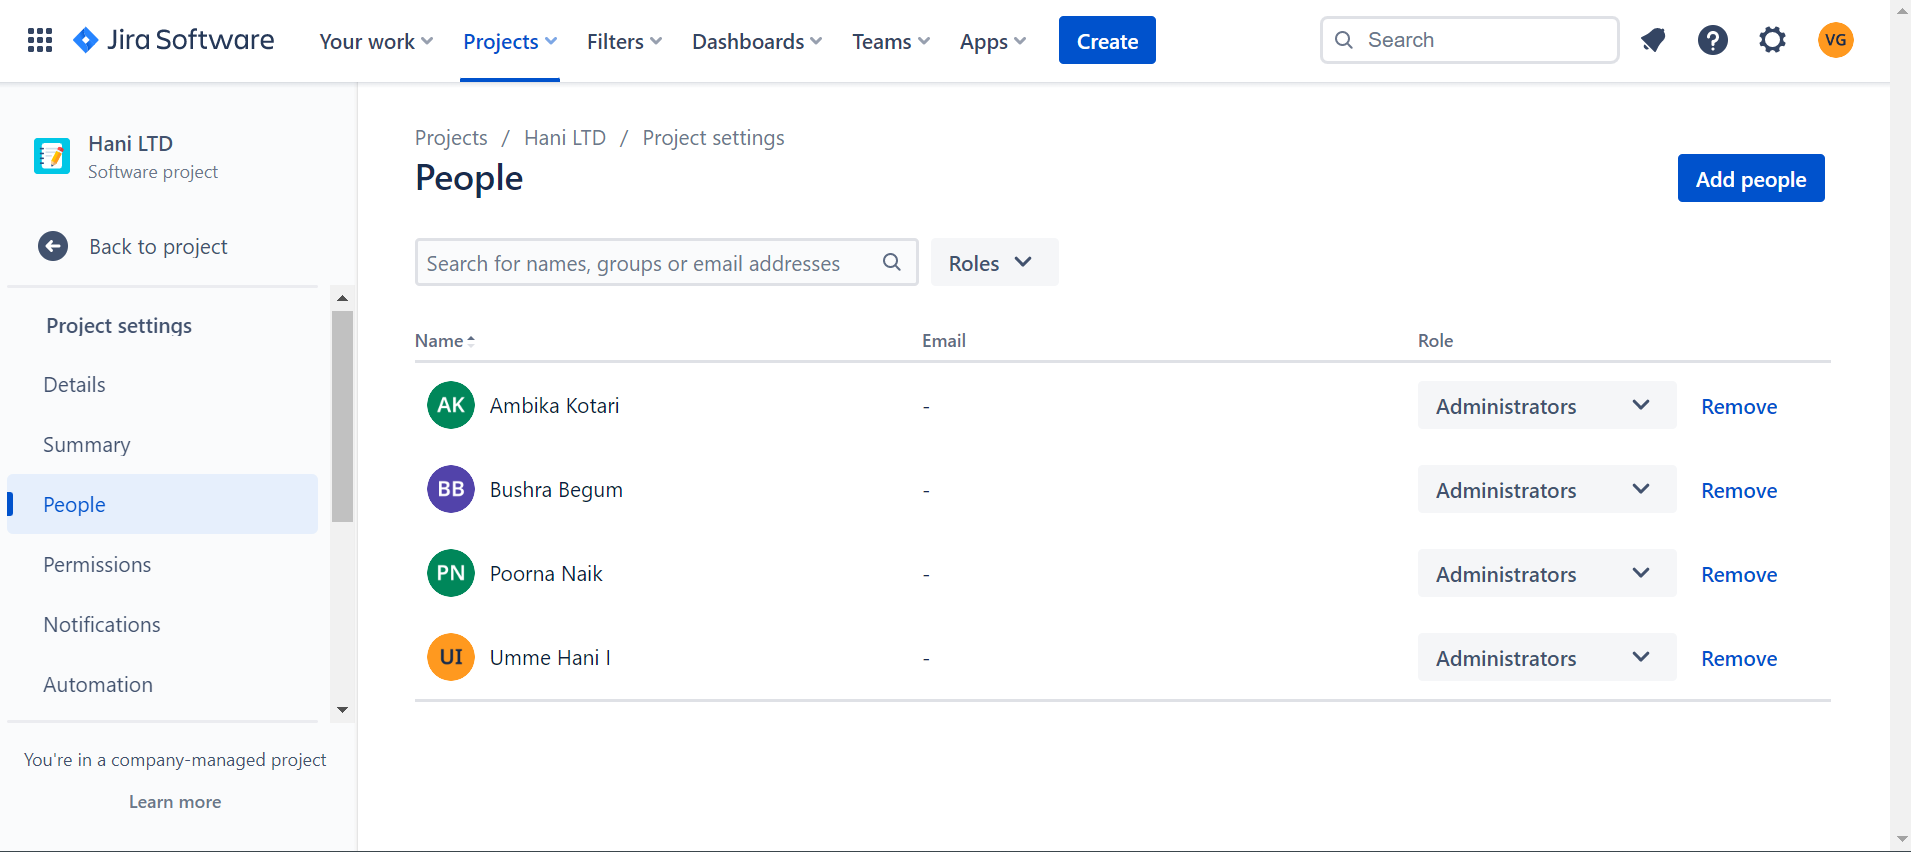 Jira Software Your work Projects Filters Dashboards Teams Apps Create Search ? VG
Hani LTD
Software project
Back to project
Project settings
Details
Summary
People
Permissions
Notifications
Automation
You're in a company-managed project
Learn more
Projects / Hani LTD / Project settings
People
Add people
Search for names, groups or email addresses Roles
Name Email Role
AK Ambika Kotari - Administrators Remove
BB Bushra Begum - Administrators Remove
PN Poorna Naik - Administrators Remove
UI Umme Hani I - Administrators Remove